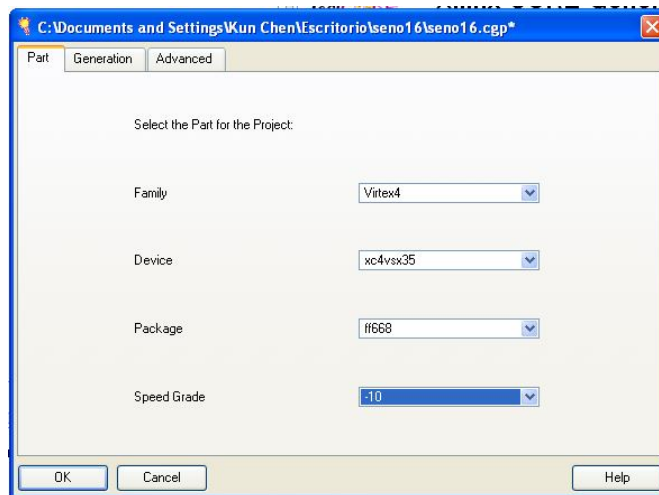 C:\Documents and Settings\Kun Chen\Escritorio\seno16\seno16.cgp*
Part Generation Advanced
Select the Part for the Project:
Family Virtex4
Device xc4vsx35
Package ff668
Speed Grade -10
OK Cancel Help